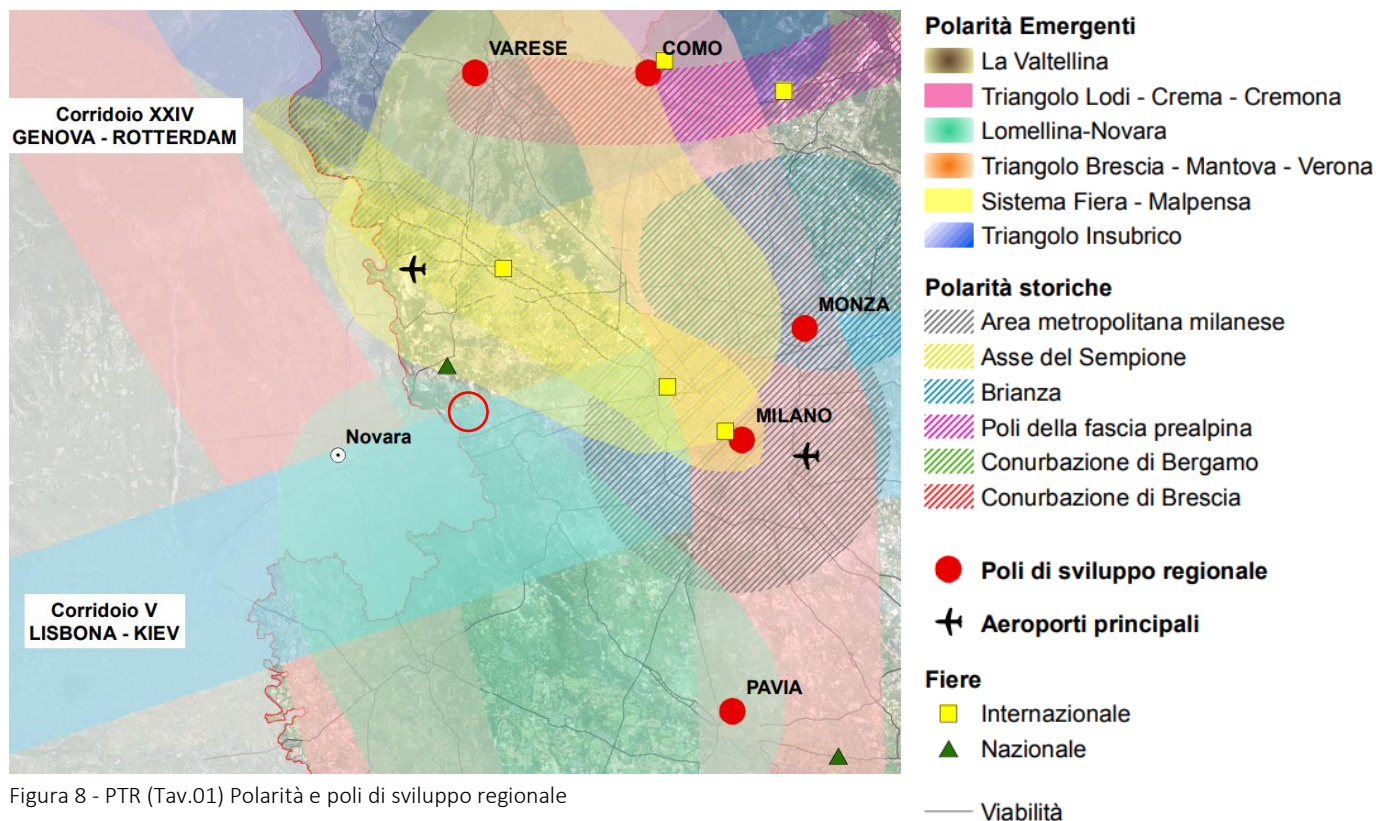 VARESE
COMO
Corridoio XXIV
GENOVA - ROTTERDAM
MONZA
MILANO
Novara
Corridoio V
LISBONA - KIEV
PAVIA
Figura 8 - PTR (Tav.01) Polarità e poli di sviluppo regionale
Polarità Emergenti
La Valtellina
Triangolo Lodi - Crema - Cremona
Lomellina-Novara
Triangolo Brescia - Mantova - Verona
Sistema Fiera - Malpensa
Triangolo Insubrico
Polarità storiche
Area metropolitana milanese
Asse del Sempione
Brianza
Poli della fascia prealpina
Conurbazione di Bergamo
Conurbazione di Brescia
Poli di sviluppo regionale
Aeroporti principali
Fiere
Internazionale
Nazionale
Viabilità